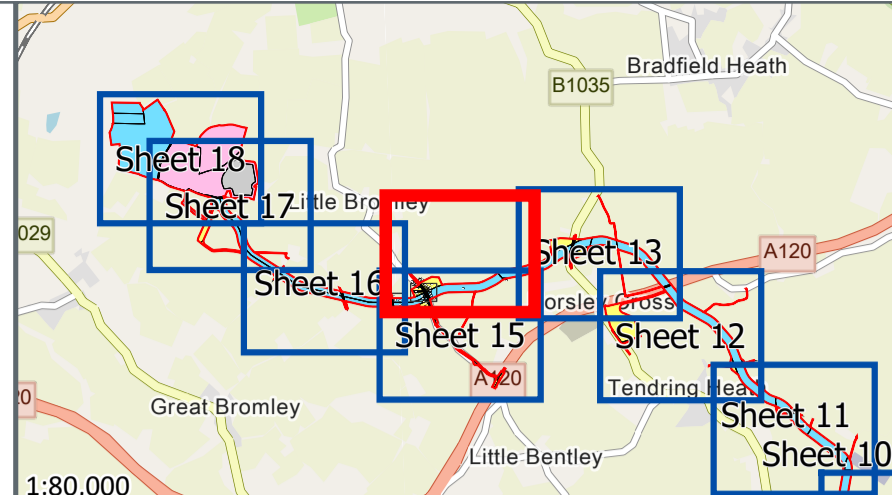 Bradfield Heath
B1035
Sheet 18
Sheet 17
Little Bromley
029
Sheet 13
A120
Sheet 16
Horsley Cross
Sheet 15
Sheet 12
A120
Tendring Heath
20
Great Bromley
Sheet 11
Little Bentley
Sheet 10
1:80,000